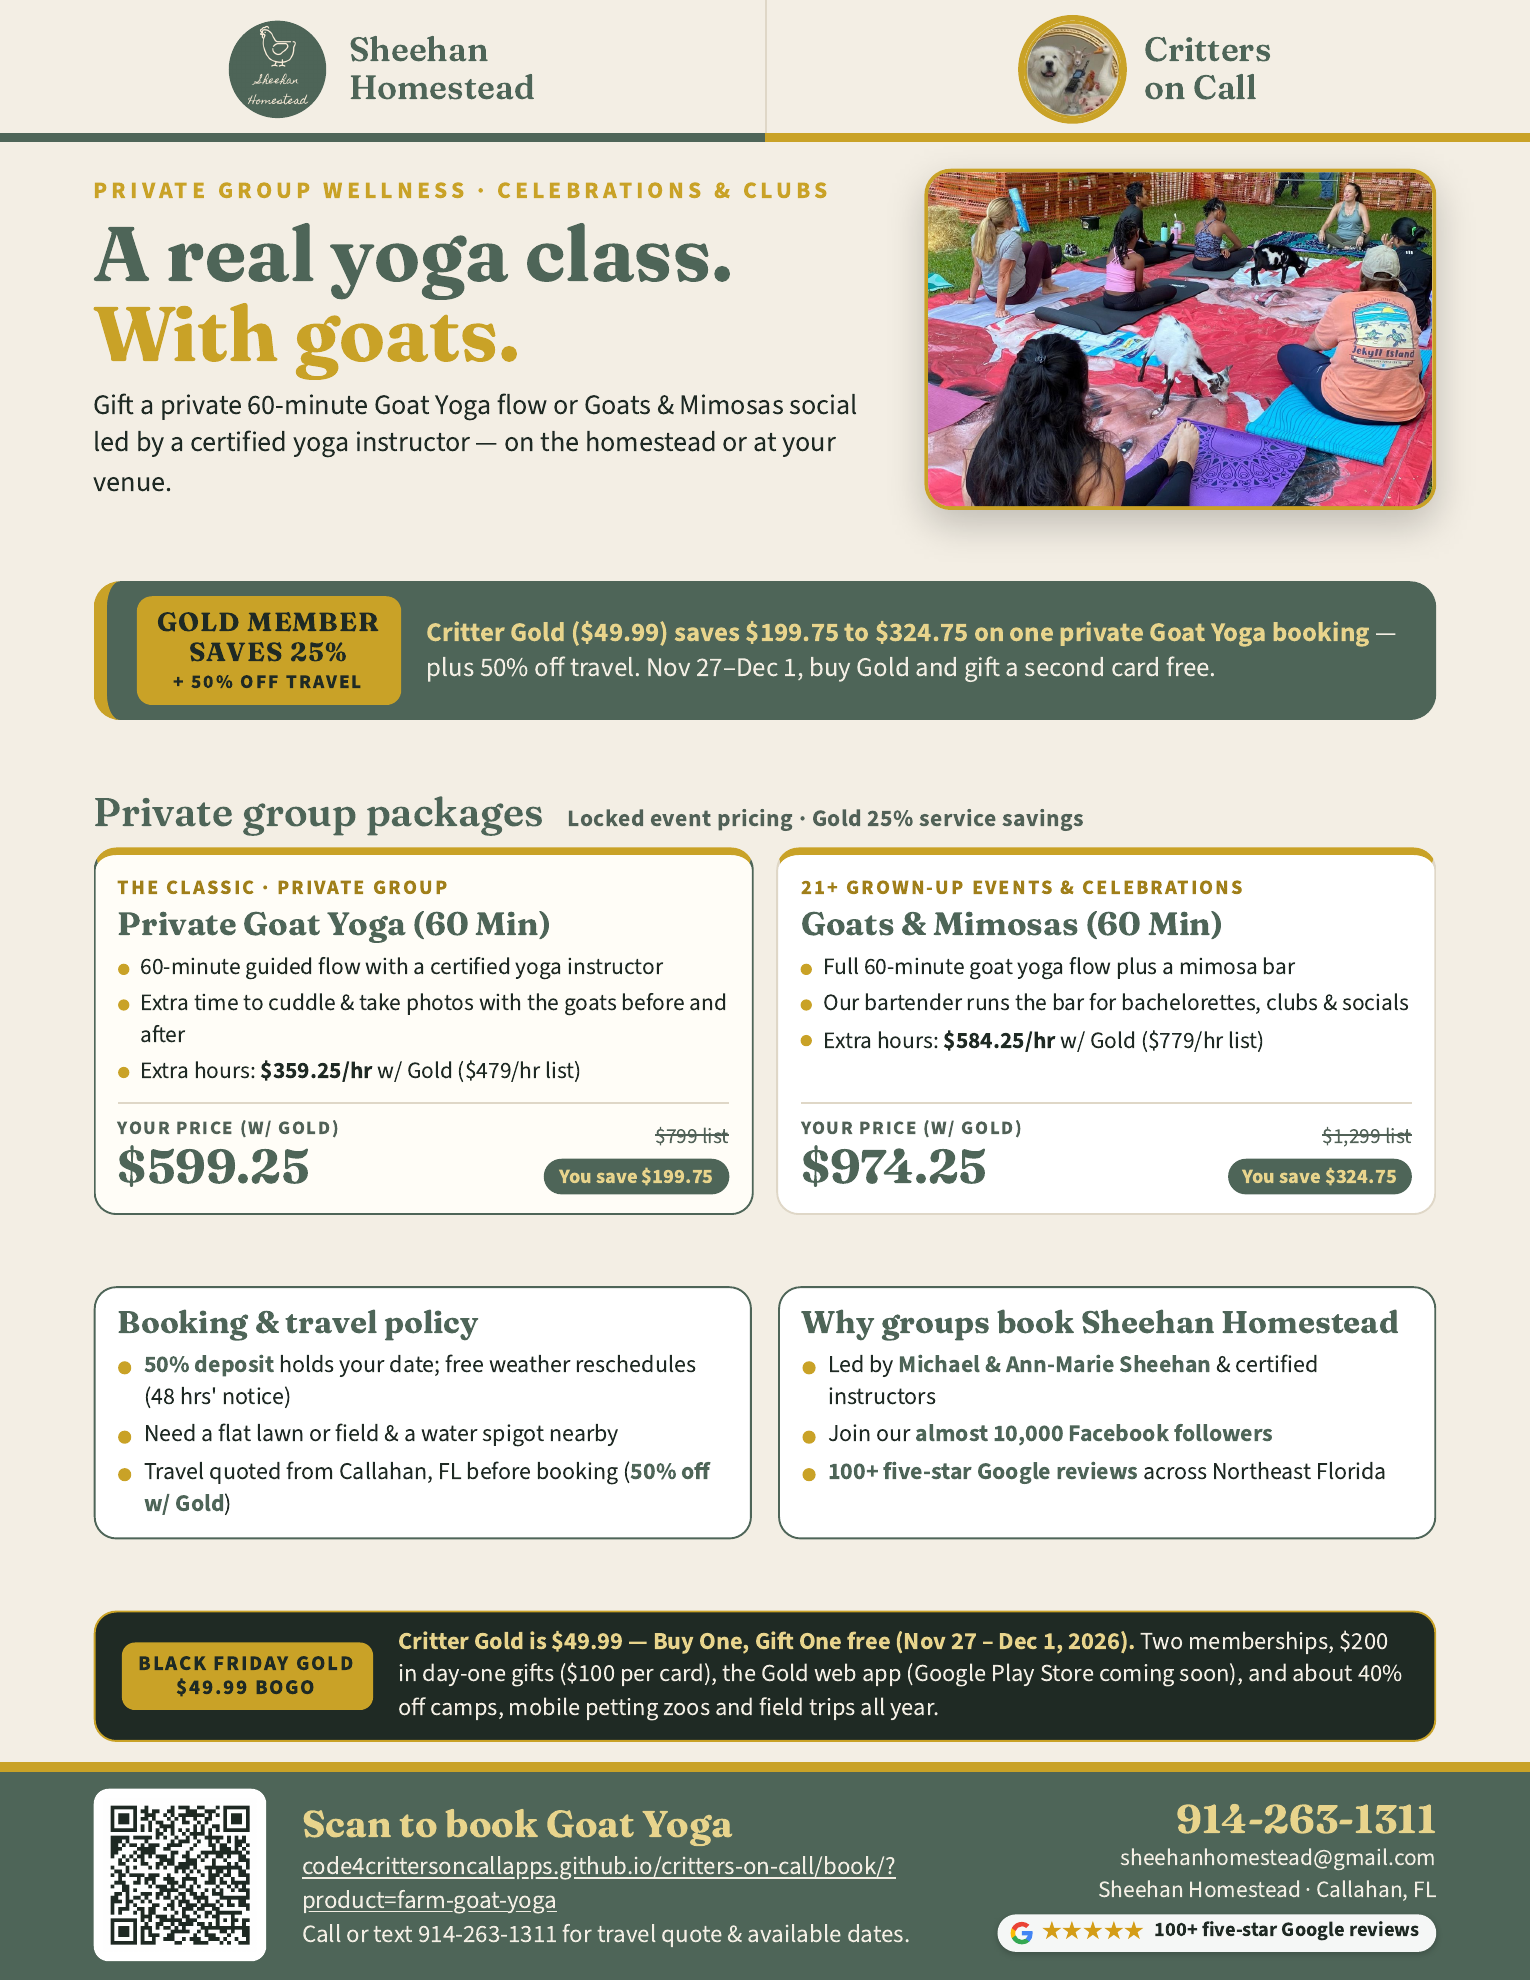 Sheehan
Homestead
Sheehan
Homestead
Critters
on Call
PRIVATE GROUP WELLNESS · CELEBRATIONS & CLUBS
A real yoga class.
With goats.
Gift a private 60-minute Goat Yoga flow or Goats & Mimosas social
led by a certified yoga instructor — on the homestead or at your
venue.
Jekyll Island
GOLD MEMBER
SAVES 25%
+ 50% OFF TRAVEL
Critter Gold ($49.99) saves $199.75 to $324.75 on one private Goat Yoga booking —
plus 50% off travel. Nov 27–Dec 1, buy Gold and gift a second card free.
Private group packages
Locked event pricing · Gold 25% service savings
THE CLASSIC · PRIVATE GROUP
Private Goat Yoga (60 Min)
60-minute guided flow with a certified yoga instructor
Extra time to cuddle & take photos with the goats before and
after
Extra hours: $359.25/hr w/ Gold ($479/hr list)
YOUR PRICE (W/ GOLD)
$599.25
$799 list
You save $199.75
21+ GROWN-UP EVENTS & CELEBRATIONS
Goats & Mimosas (60 Min)
Full 60-minute goat yoga flow plus a mimosa bar
Our bartender runs the bar for bachelorettes, clubs & socials
Extra hours: $584.25/hr w/ Gold ($779/hr list)
YOUR PRICE (W/ GOLD)
$974.25
$1,299 list
You save $324.75
Booking & travel policy
50% deposit holds your date; free weather reschedules
(48 hrs' notice)
Need a flat lawn or field & a water spigot nearby
Travel quoted from Callahan, FL before booking (50% off
w/ Gold)
Why groups book Sheehan Homestead
Led by Michael & Ann-Marie Sheehan & certified
instructors
Join our almost 10,000 Facebook followers
100+ five-star Google reviews across Northeast Florida
BLACK FRIDAY GOLD
$49.99 BOGO
Critter Gold is $49.99 — Buy One, Gift One free (Nov 27 – Dec 1, 2026). Two memberships, $200
in day-one gifts ($100 per card), the Gold web app (Google Play Store coming soon), and about 40%
off camps, mobile petting zoos and field trips all year.
Scan to book Goat Yoga
code4crittersoncallapps.github.io/critters-on-call/book/?
product=farm-goat-yoga
Call or text 914-263-1311 for travel quote & available dates.
914-263-1311
sheehanhomestead@gmail.com
Sheehan Homestead · Callahan, FL
★★★★★ 100+ five-star Google reviews